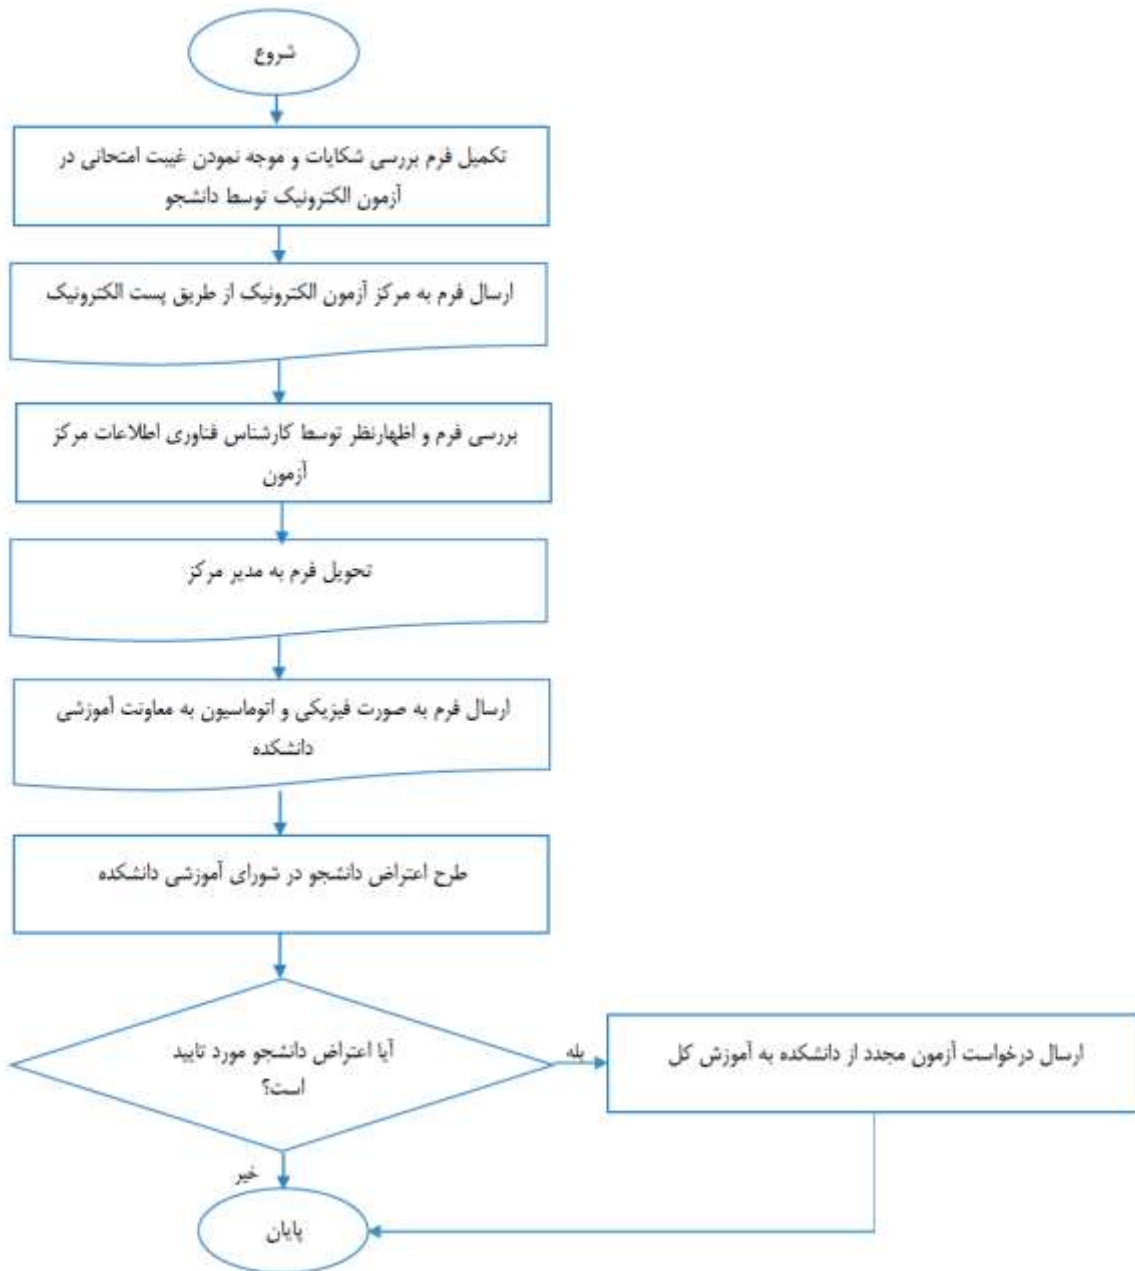 شروع
تکمیل فرم بررسی شکایات و موجه نمودن غیبت امتحانی در
آزمون الکترونیک توسط دانشجو
ارسال فرم به مرکز آزمون الکترونیک از طریق پست الکترونیک
بررسی فرم و اظهارنظر توسط کارشناس فناوری اطلاعات مرکز
آزمون
تحویل فرم به مدیر مرکز
ارسال فرم به صورت فیزیکی و اتوماسیون به معاونت آموزشی
دانشکده
طرح اعتراض دانشجو در شورای آموزشی دانشکده
آیا اعتراض دانشجو مورد تایید
است؟
بله
ارسال درخواست آزمون مجدد از دانشکده به آموزش کل
خیر
پایان